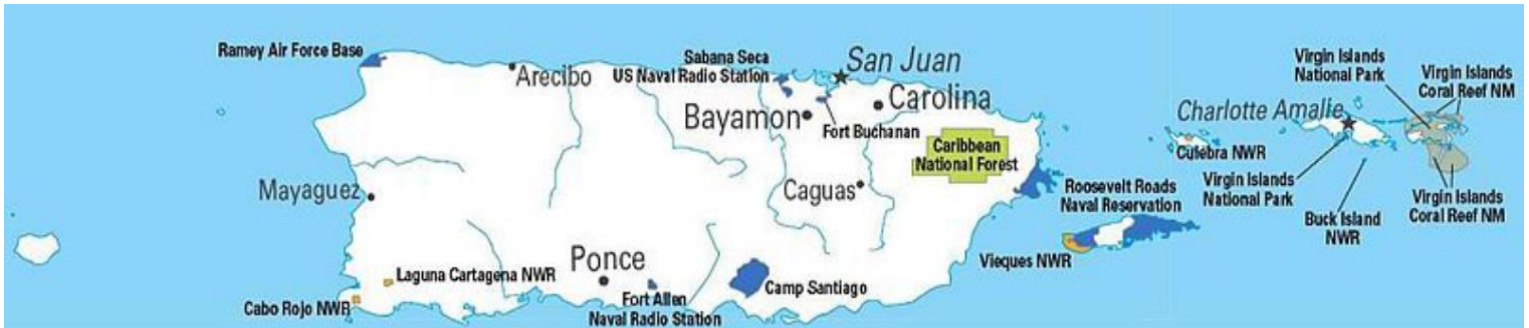 Ramey Air Force Base
Arecibo
Sabana Seca
US Naval Radio Station
San Juan
Bayamon
Carolina
Fort Buchanan
Caribbean
National Forest
Mayaguez
Caguas
Roosevelt Roads
Naval Reservation
Vieques NWR
Laguna Cartagena NWR
Cabo Rojo NWR
Ponce
Fort Allen
Naval Radio Station
Camp Santiago
Virgin Islands
National Park
Virgin Islands
Coral Reef NM
Charlotte Amalie
Culebra NWR
Virgin Islands
National Park
Buck Island
NWR
Virgin Islands
Coral Reef NM